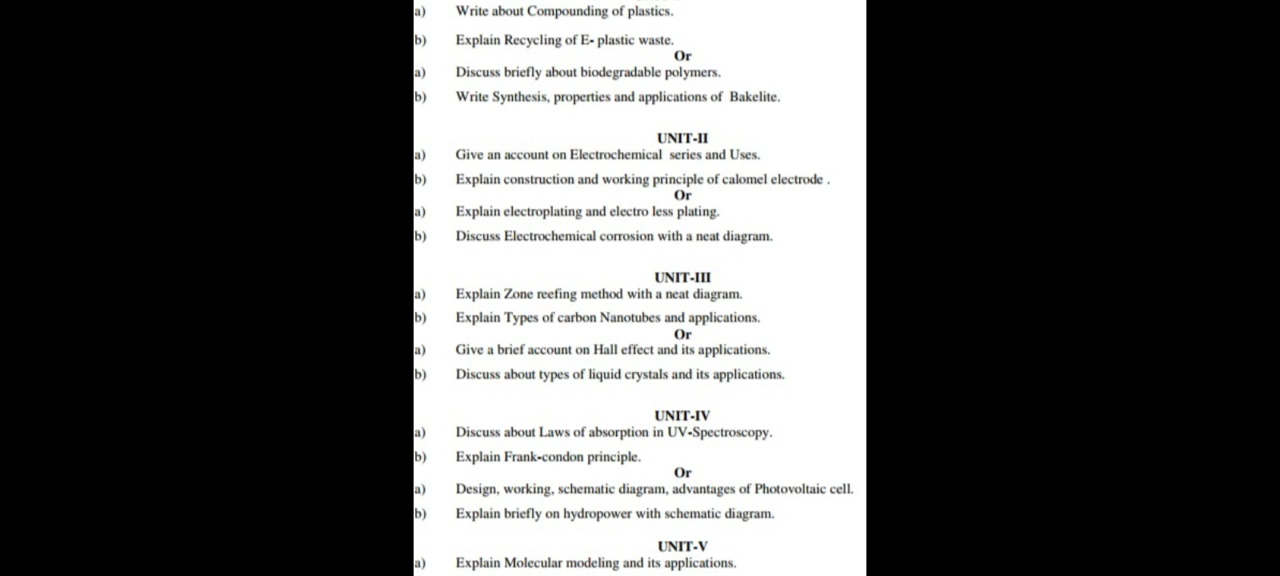 a) Write about Compounding of plastics.
b) Explain Recycling of E- plastic waste.
Or
a) Discuss briefly about biodegradable polymers.
b) Write Synthesis, properties and applications of Bakelite.
UNIT-II
a) Give an account on Electrochemical series and Uses.
b) Explain construction and working principle of calomel electrode .
Or
a) Explain electroplating and electro less plating.
b) Discuss Electrochemical corrosion with a neat diagram.
UNIT-III
a) Explain Zone reefing method with a neat diagram.
b) Explain Types of carbon Nanotubes and applications.
Or
a) Give a brief account on Hall effect and its applications.
b) Discuss about types of liquid crystals and its applications.
UNIT-IV
a) Discuss about Laws of absorption in UV-Spectroscopy.
b) Explain Frank-condon principle.
Or
a) Design, working, schematic diagram, advantages of Photovoltaic cell.
b) Explain briefly on hydropower with schematic diagram.
UNIT-V
a) Explain Molecular modeling and its applications.